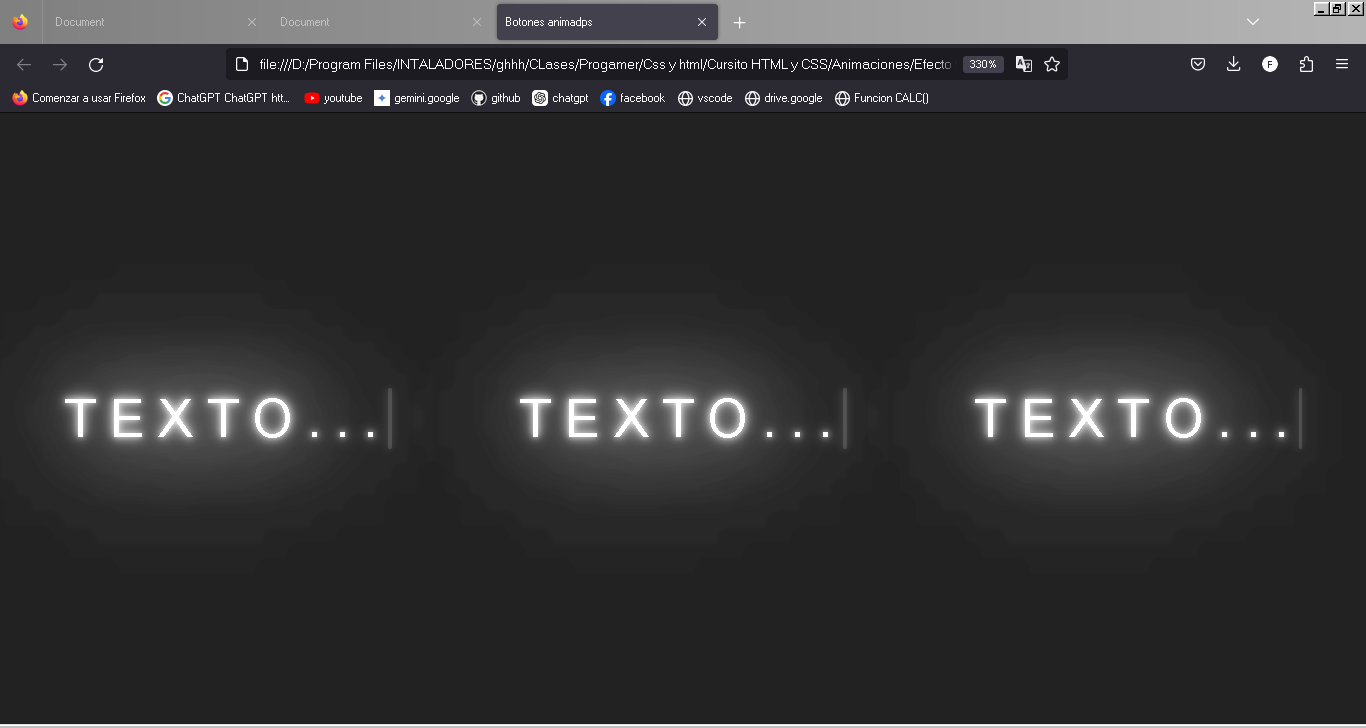 Document
Document
Botones animadps
file:///D:/Program Files/INTALADORES/ghhh/CLases/Progamer/Css y html/Cursito HTML y CSS/Animaciones/Efecto
330%
F
Comenzar a usar Firefox
ChatGPT ChatGPT htt...
youtube
gemini.google
github
chatgpt
facebook
vscode
drive.google
Funcion CALC()
TEXTO...
TEXTO...
TEXTO...